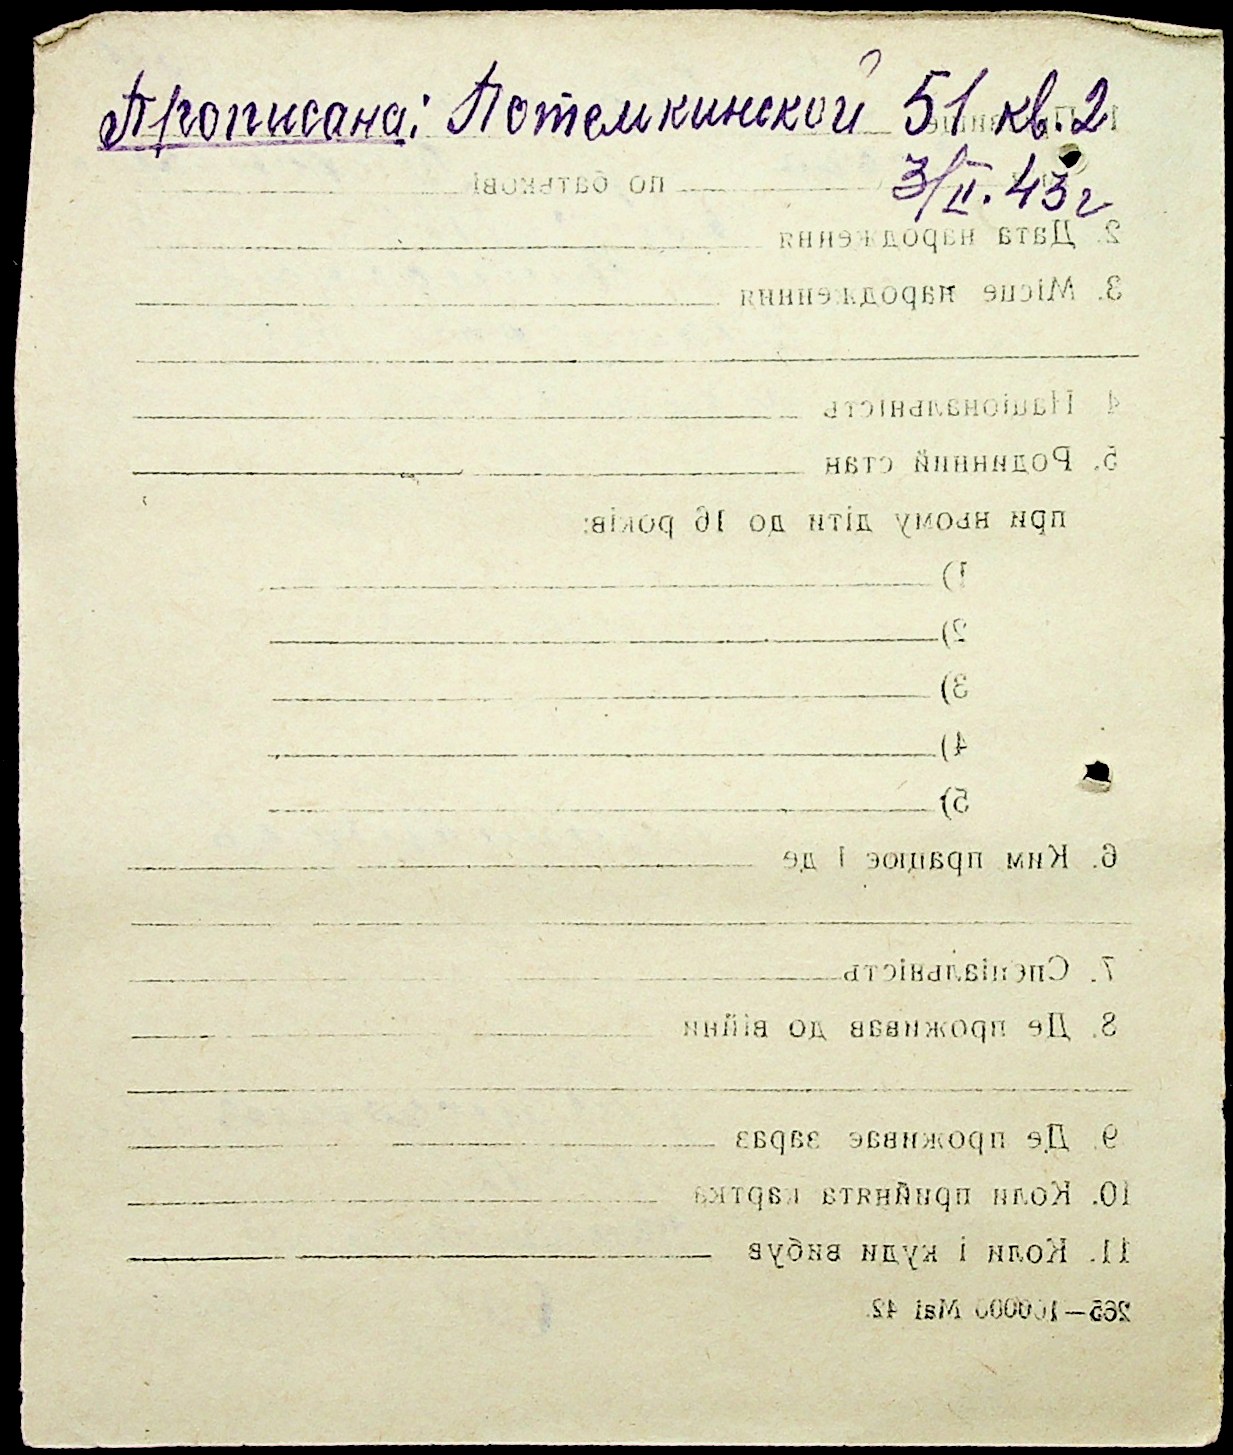 Прописана: Потемкинской 51 кв. 2
3/II. 43 г
по батькові
2. Дата народження
3. Місце народженння
4 Національність
5. Родинний стан
при ньому діти до 16 років:
1)
2)
3)
4)
5)
6. Ким працює і де
7. Спеціальність
8. Де проживав до війни
9. Де проживає зараз
10. Коли прийнята картка
11. Коли і куди вибув
265—100000 Mai 42.